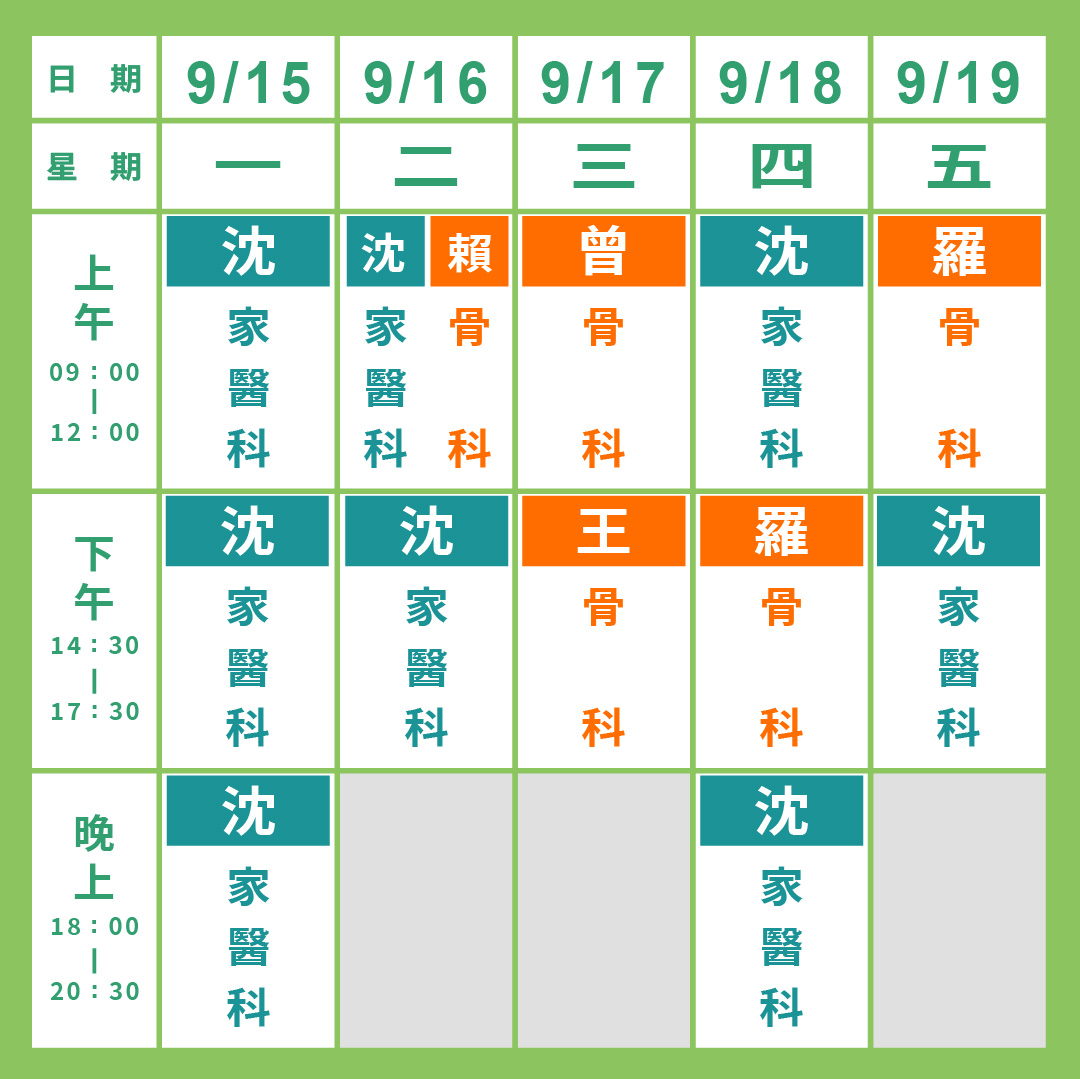 日 期 9/15 9/16 9/17 9/18 9/19
星 期 一 二 三 四 五
上午 09：00 | 12：00
沈 家醫科
沈 家醫科
賴 骨科
曾 骨科
沈 家醫科
羅 骨科
下午 14：30 | 17：30
沈 家醫科
沈 家醫科
王 骨科
羅 骨科
沈 家醫科
晚上 18：00 | 20：30
沈 家醫科
沈 家醫科